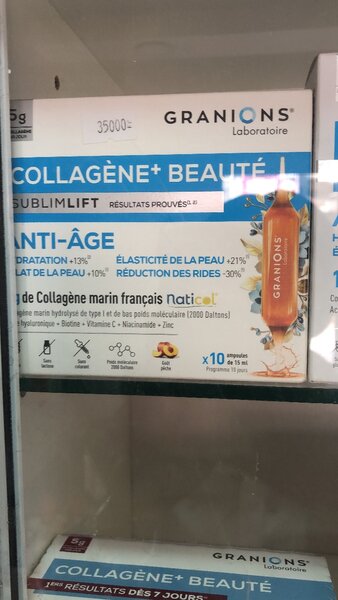 5g
35000
GRANIONS®
Laboratoire
COLLAGÈNE+ BEAUTÉ
SUBLIMLIFT RÉSULTATS PROUVÉS
ANTI-ÂGE
+13% ÉLASTICITÉ DE LA PEAU +21%
DE LA PEAU +10% RÉDUCTION DES RIDES -30%
de Collagène marin français naticol
marin hydrolysé de type I et de bas poids moléculaire (2000 Daltons)
hyaluronique + Biotine + Vitamine C + Niacinamide + Zinc
GRANIONS
Laboratoire
Sans lactose
Sans colorant
Poids moléculaire 2000 Daltons
Goût pêche
x10 ampoules de 15 ml
Programme 10 jours
5g
GRANIONS®
Laboratoire
COLLAGÈNE+ BEAUTÉ
1ERS RÉSULTATS DÈS 7 JOURS